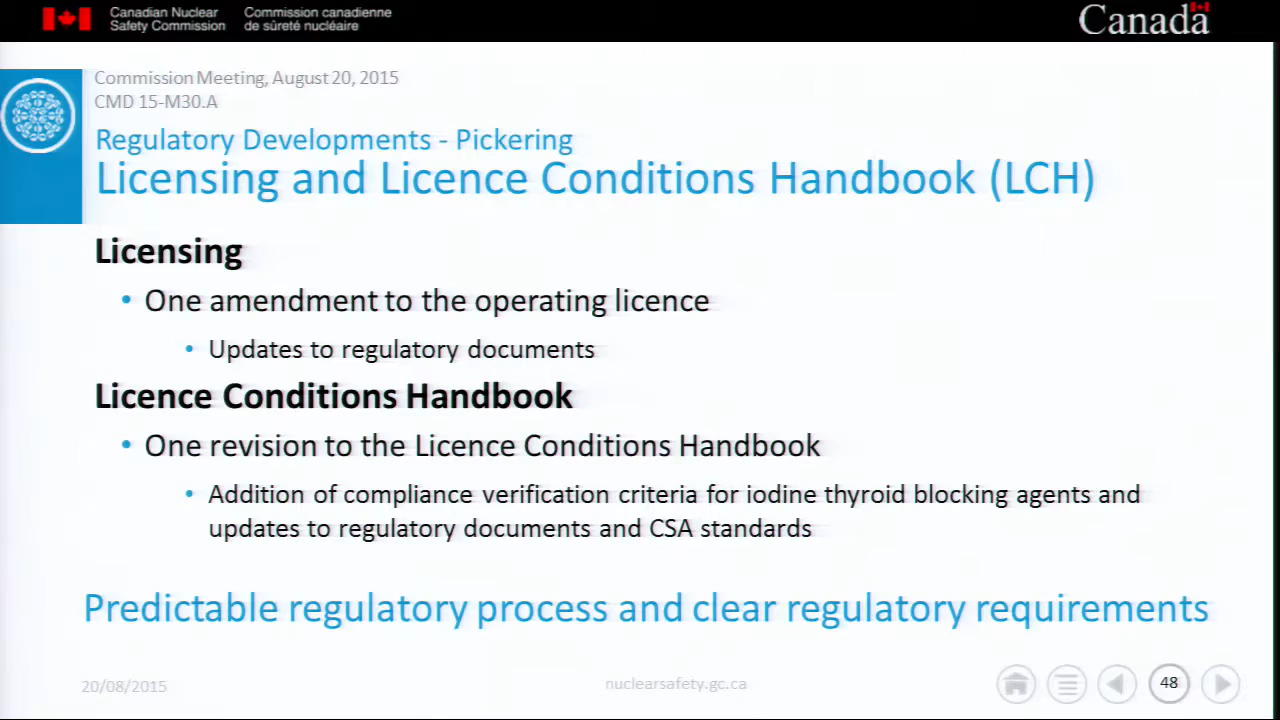 Canadian Nuclear
Safety Commission
Commission canadienne
de sûreté nucléaire
Canada
Commission Meeting, August 20, 2015
CMD 15-M30.A
Regulatory Developments - Pickering
Licensing and Licence Conditions Handbook (LCH)
Licensing
• One amendment to the operating licence
• Updates to regulatory documents
Licence Conditions Handbook
• One revision to the Licence Conditions Handbook
• Addition of compliance verification criteria for iodine thyroid blocking agents and
updates to regulatory documents and CSA standards
Predictable regulatory process and clear regulatory requirements
20/08/2015
nuclearsafety.gc.ca
48